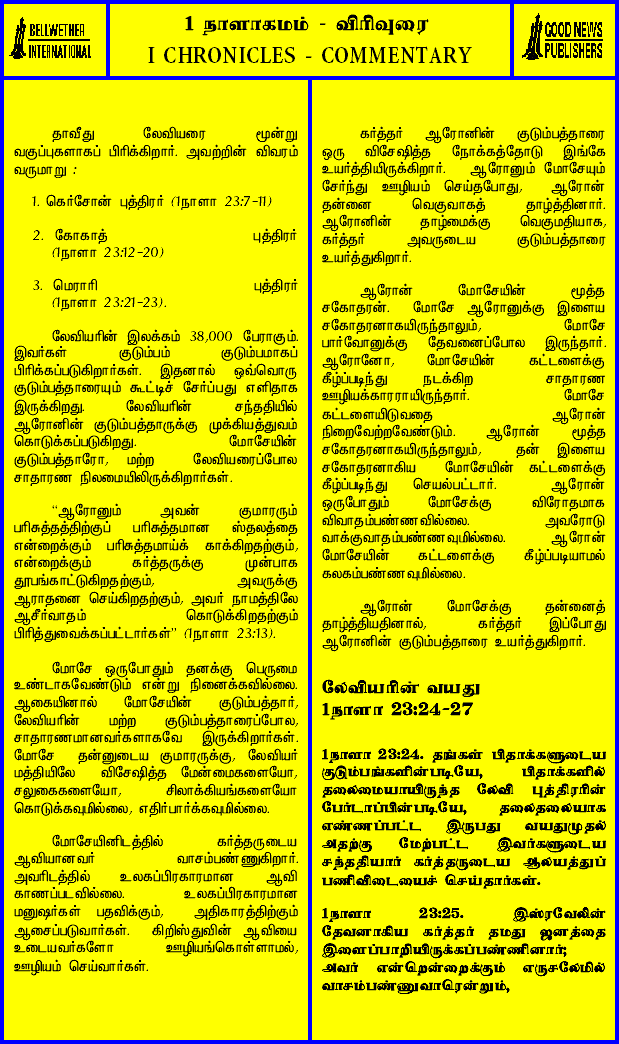 BELLWETHER
INTERNATIONAL
1 நாளாகமம் - விரிவுரை
I CHRONICLES - COMMENTARY
GOOD NEWS
PUBLISHERS
தாவீது லேவியரை மூன்று
வகுப்புகளாகப் பிரிக்கிறார். அவற்றின் விவரம்
வருமாறு :
1. கெர்சோன் புத்திரர் (1நாளா 23:7-11)
2. கோகாத் புத்திரர்
(1நாளா 23:12-20)
3. மெராரி புத்திரர்
(1நாளா 23:21-23).
லேவியரின் இலக்கம் 38,000 பேராகும்.
இவர்கள் குடும்பம் குடும்பமாகப்
பிரிக்கப்படுகிறார்கள். இதனால் ஒவ்வொரு
குடும்பத்தாரையும் கூட்டிச் சேர்ப்பது எளிதாக
இருக்கிறது. லேவியரின் சந்ததியில்
ஆரோனின் குடும்பத்தாருக்கு முக்கியத்துவம்
கொடுக்கப்படுகிறது. மோசேயின்
குடும்பத்தாரோ, மற்ற லேவியரைப்போல
சாதாரண நிலமையிலிருக்கிறார்கள்.
“ஆரோனும் அவன் குமாரரும்
பரிசுத்தத்திற்குப் பரிசுத்தமான ஸ்தலத்தை
என்றைக்கும் பரிசுத்தமாய்க் காக்கிறதற்கும்,
என்றைக்கும் கர்த்தருக்கு முன்பாக
தூபங்காட்டுகிறதற்கும், அவருக்கு
ஆராதனை செய்கிறதற்கும், அவர் நாமத்திலே
ஆசீர்வாதம் கொடுக்கிறதற்கும்
பிரித்துவைக்கப்பட்டார்கள்” (1நாளா 23:13).
மோசே ஒருபோதும் தனக்கு பெருமை
உண்டாகவேண்டும் என்று நினைக்கவில்லை.
ஆகையினால் மோசேயின் குடும்பத்தார்,
லேவியரின் மற்ற குடும்பத்தாரைப்போல,
சாதாரணமானவர்களாகவே இருக்கிறார்கள்.
மோசே தன்னுடைய குமாரருக்கு, லேவியர்
மத்தியிலே விசேஷித்த மேன்மைகளையோ,
சலுகைகளையோ, சிலாக்கியங்களையோ
கொடுக்கவுமில்லை, எதிர்பார்க்கவுமில்லை.
மோசேயினிடத்தில் கர்த்தருடைய
ஆவியானவர் வாசம்பண்ணுகிறார்.
அவரிடத்தில் உலகப்பிரகாரமான ஆவி
காணப்படவில்லை. உலகப்பிரகாரமான
மனுஷர்கள் பதவிக்கும், அதிகாரத்திற்கும்
ஆசைப்படுவார்கள். கிறிஸ்துவின் ஆவியை
உடையவர்களோ ஊழியங்கொள்ளாமல்,
ஊழியம் செய்வார்கள்.
கர்த்தர் ஆரோனின் குடும்பத்தாரை
ஒரு விசேஷித்த நோக்கத்தோடு இங்கே
உயர்த்தியிருக்கிறார். ஆரோனும் மோசேயும்
சேர்ந்து ஊழியம் செய்தபோது, ஆரோன்
தன்னை வெகுவாகத் தாழ்த்தினார்.
ஆரோனின் தாழ்மைக்கு வெகுமதியாக,
கர்த்தர் அவருடைய குடும்பத்தாரை
உயர்த்துகிறார்.
ஆரோன் மோசேயின் மூத்த
சகோதரன். மோசே ஆரோனுக்கு இளைய
சகோதரனாகயிருந்தாலும், மோசே
பார்வோனுக்கு தேவனைப்போல இருந்தார்.
ஆரோனோ, மோசேயின் கட்டளைக்கு
கீழ்ப்படிந்து நடக்கிற சாதாரண
ஊழியக்காரராயிருந்தார். மோசே
கட்டளையிடுவதை ஆரோன்
நிறைவேற்றவேண்டும். ஆரோன் மூத்த
சகோதரனாகயிருந்தாலும், தன் இளைய
சகோதரனாகிய மோசேயின் கட்டளைக்கு
கீழ்ப்படிந்து செயல்பட்டார். ஆரோன்
ஒருபோதும் மோசேக்கு விரோதமாக
விவாதம்பண்ணவில்லை. அவரோடு
வாக்குவாதம்பண்ணவுமில்லை. ஆரோன்
மோசேயின் கட்டளைக்கு கீழ்ப்படியாமல்
கலகம்பண்ணவுமில்லை.
ஆரோன் மோசேக்கு தன்னைத்
தாழ்த்தியதினால், கர்த்தர் இப்போது
ஆரோனின் குடும்பத்தாரை உயர்த்துகிறார்.
லேவியரின் வயது
1நாளா 23:24-27
1நாளா 23:24. தங்கள் பிதாக்களுடைய
குடும்பங்களின்படியே, பிதாக்களில்
தலைமையாயிருந்த லேவி புத்திரரின்
பேர்டாப்பின்படியே, தலைதலையாக
எண்ணப்பட்ட இருபது வயதுமுதல்
அதற்கு மேற்பட்ட இவர்களுடைய
சந்ததியார் கர்த்தருடைய ஆலயத்துப்
பணிவிடையைச் செய்தார்கள்.
1நாளா 23:25. இஸ்ரவேலின்
தேவனாகிய கர்த்தர் தமது ஜனத்தை
இளைப்பாறியிருக்கப்பண்ணினார்;
அவர் என்றென்றைக்கும் எருசலேமில்
வாசம்பண்ணுவாரென்றும்,